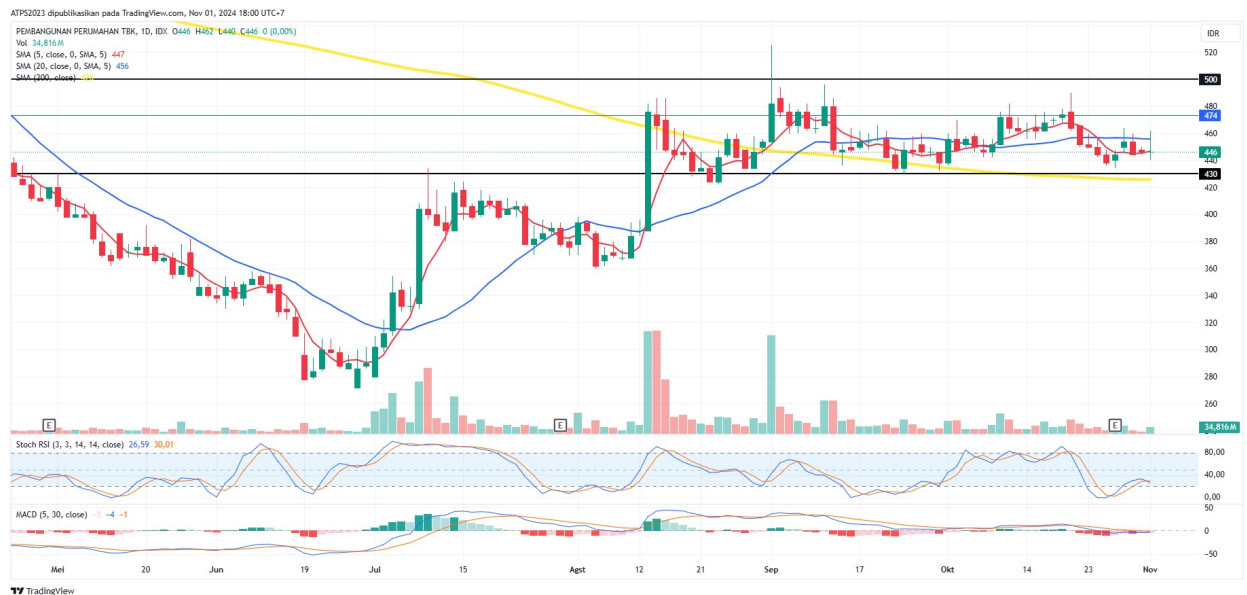 ATPS2023 dipublikasikan pada TradingView.com, Nov 01, 2024 18:00 UTC+7
PEMBANGUNAN PERUMAHAN TBK, 1D, IDX O446 H462 L440 C446 0 (0,00%)
IDR
Vol 34,816M
SMA (5, close, 0, SMA, 5) 447
SMA (20, close, 0, SMA, 5) 456
SMA (200, close)
520
500
480
474
460
446
440
430
420
400
380
360
340
320
300
280
260
E
E
E
34,816M
Stoch RSI (3, 3, 14, 14, close) 26,59 30,01
80,00
40,00
0,00
MACD (5, 30, close) −4 −1
50
0
−50
Mei 20 Jun 19 Jul 15 Agst 12 21 Sep 17 Okt 14 23 Nov
TradingView